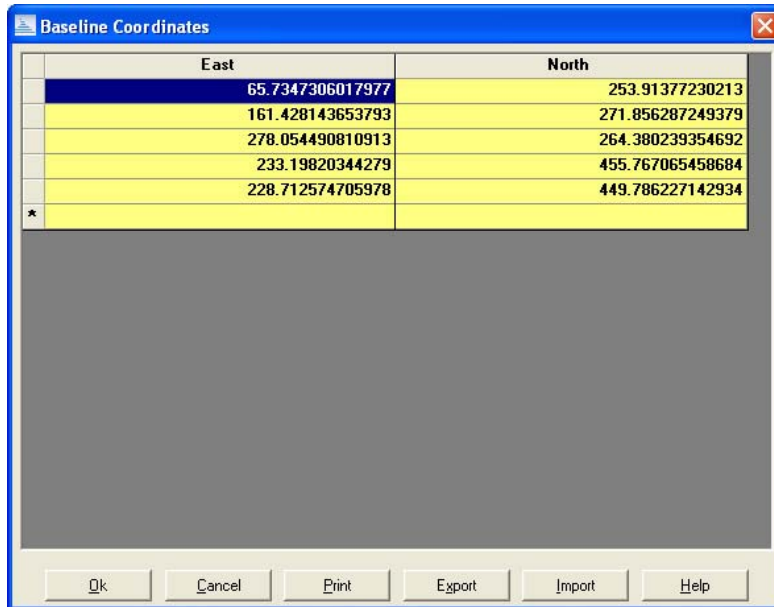 Baseline Coordinates
East North
65.7347306017977 253.91377230213
161.428143653793 271.856287249379
278.054490810913 264.380239354692
233.19820344279 455.767065458684
228.712574705978 449.786227142934
*
Ok Cancel Print Export Import Help